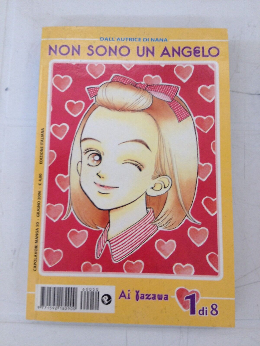 DALL'AUTRICE DI NANA
NON SONO UN ANGELO
Ai Yazawa
1 di 8